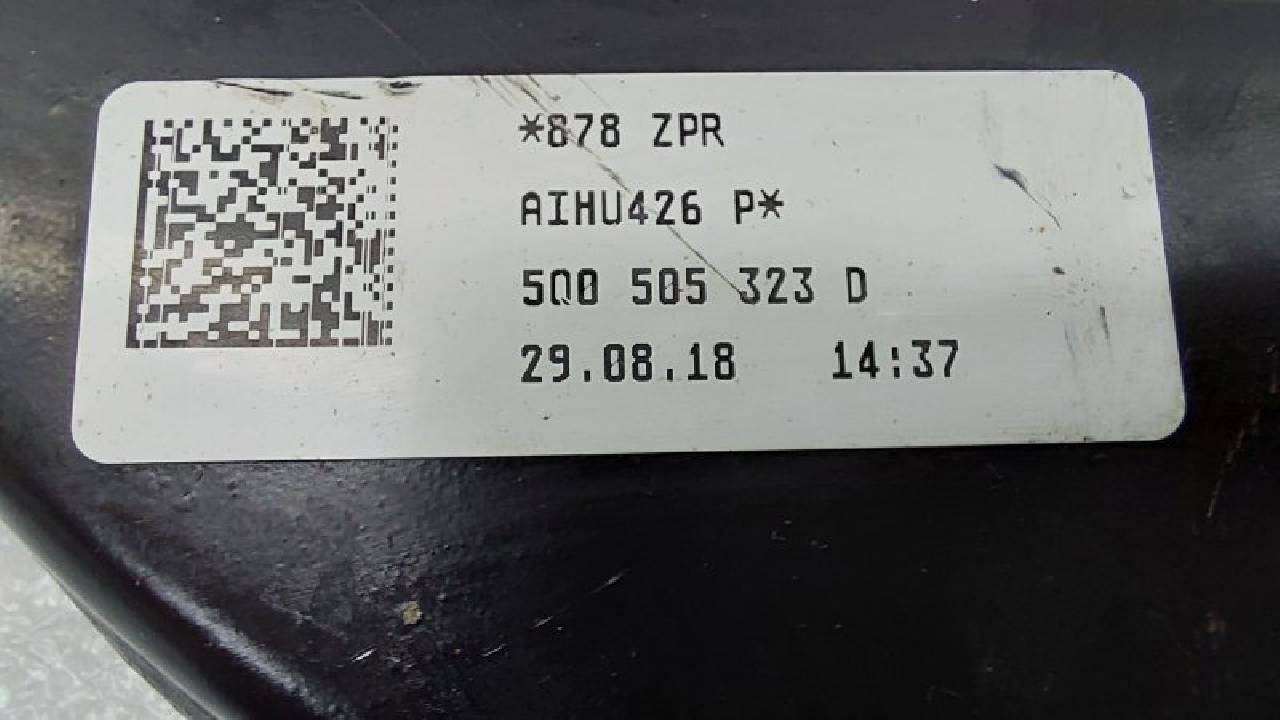 *878 ZPR
AIHU426 P*
5Q0 505 323 D
29.08.18 14:37